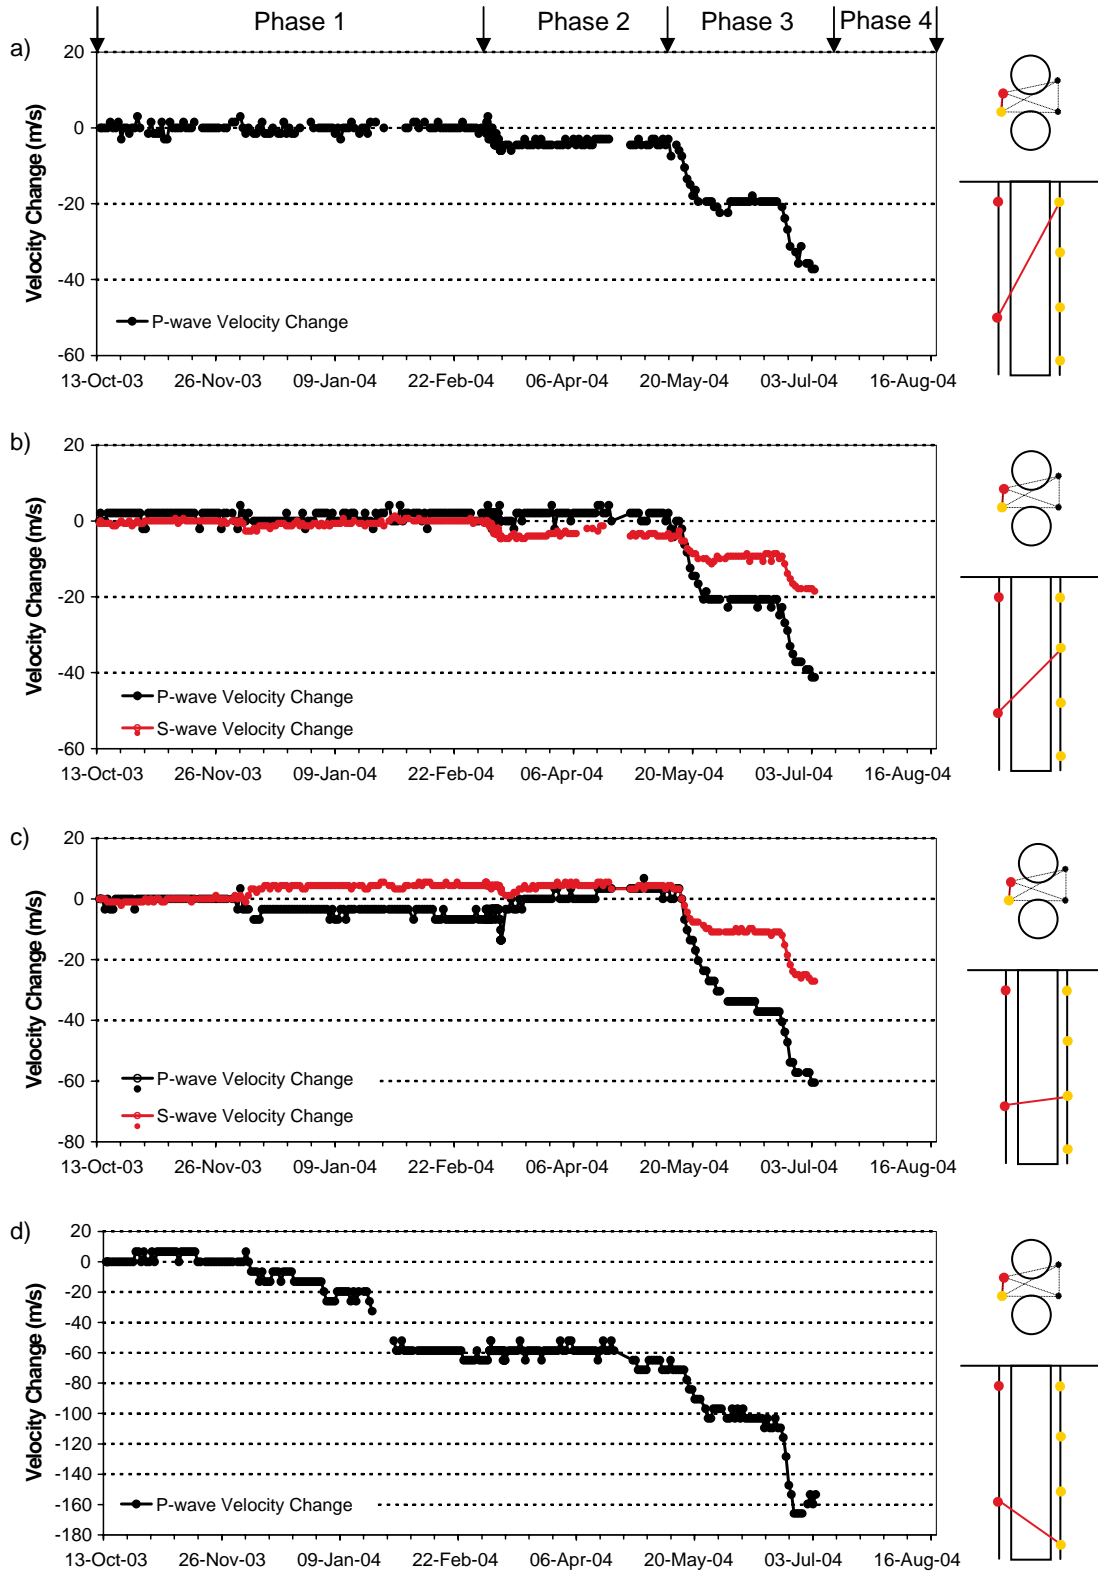 Phase 1 Phase 2 Phase 3 Phase 4
a)
20
0
-20
-40
-60
Velocity Change (m/s)
P-wave Velocity Change
13-Oct-03 26-Nov-03 09-Jan-04 22-Feb-04 06-Apr-04 20-May-04 03-Jul-04 16-Aug-04
b)
20
0
-20
-40
-60
Velocity Change (m/s)
P-wave Velocity Change
S-wave Velocity Change
13-Oct-03 26-Nov-03 09-Jan-04 22-Feb-04 06-Apr-04 20-May-04 03-Jul-04 16-Aug-04
c)
20
0
-20
-40
-60
-80
Velocity Change (m/s)
P-wave Velocity Change
S-wave Velocity Change
13-Oct-03 26-Nov-03 09-Jan-04 22-Feb-04 06-Apr-04 20-May-04 03-Jul-04 16-Aug-04
d)
20
0
-20
-40
-60
-80
-100
-120
-140
-160
-180
Velocity Change (m/s)
P-wave Velocity Change
13-Oct-03 26-Nov-03 09-Jan-04 22-Feb-04 06-Apr-04 20-May-04 03-Jul-04 16-Aug-04